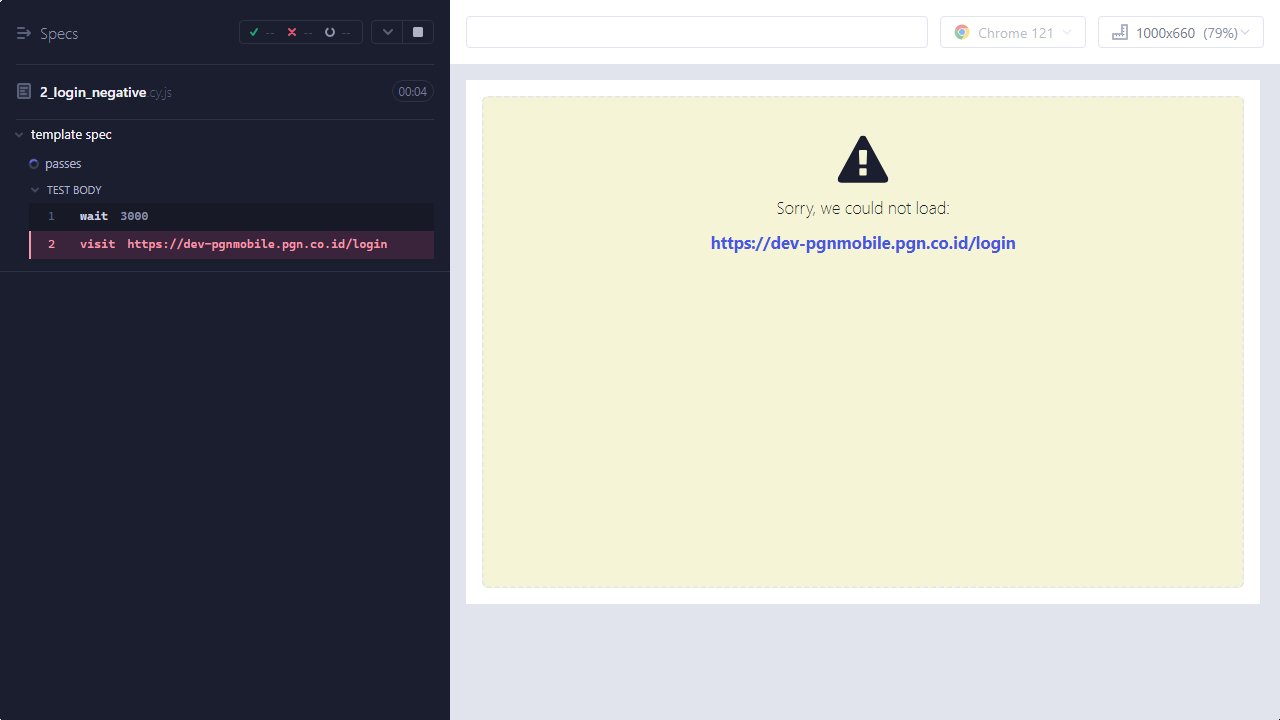 Specs
-- -- --
2_login_negative.cy.js
00:04
template spec
passes
TEST BODY
1 wait 3000
2 visit https://dev-pgnmobile.pgn.co.id/login
Chrome 121
1000x660 (79%)
Sorry, we could not load:
https://dev-pgnmobile.pgn.co.id/login